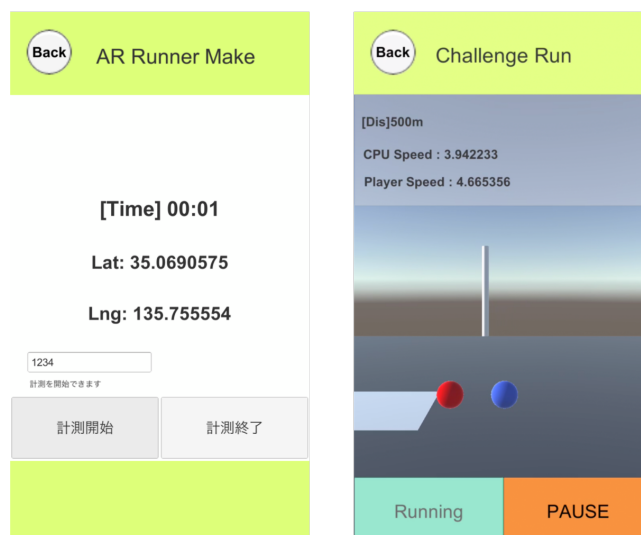 Back
AR Runner Make
[Time] 00:01
Lat: 35.0690575
Lng: 135.755554
1234
計測を開始できます
計測開始
計測終了
Back
Challenge Run
[Dis]500m
CPU Speed : 3.942233
Player Speed : 4.665356
Running
PAUSE